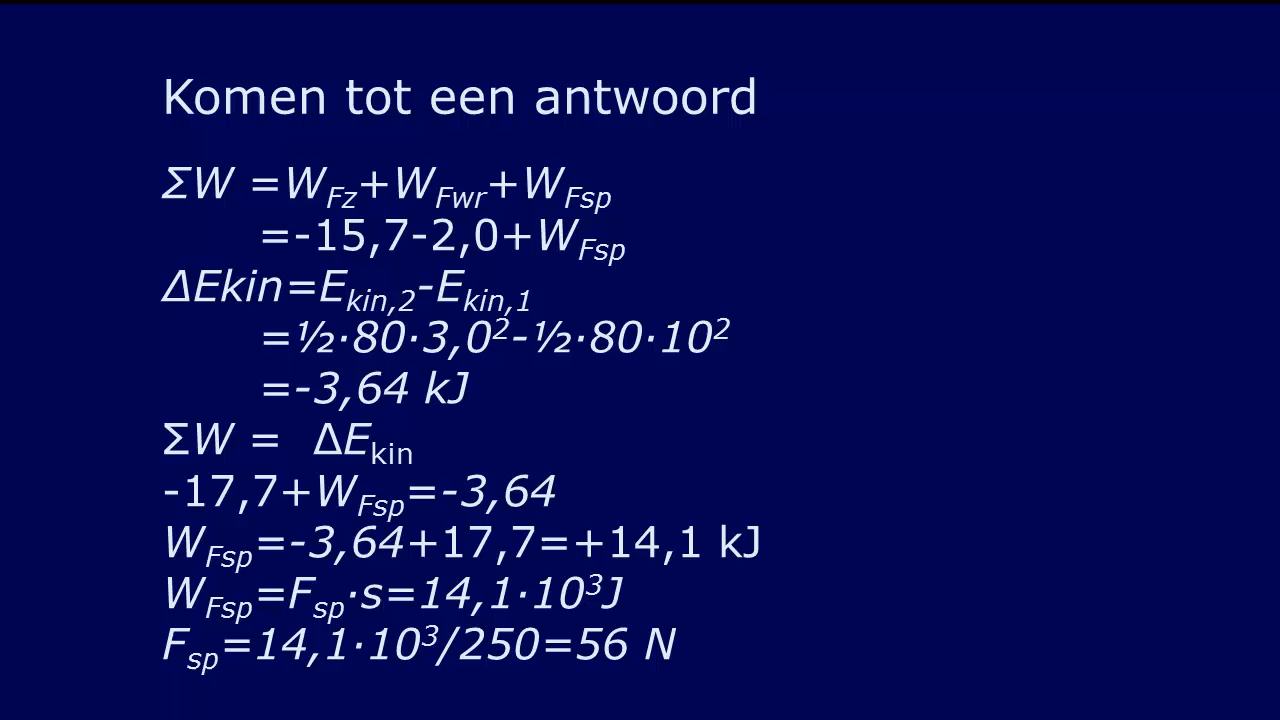 Komen tot een antwoord
ΣW =W_Fz+W_Fwr+W_Fsp
=-15,7-2,0+W_Fsp
ΔEkin=E_kin,2-E_kin,1
=½·80·3,0²-½·80·10²
=-3,64 kJ
ΣW = ΔE_kin
-17,7+W_Fsp=-3,64
W_Fsp=-3,64+17,7=+14,1 kJ
W_Fsp=F_sp·s=14,1·10³J
F_sp=14,1·10³/250=56 N